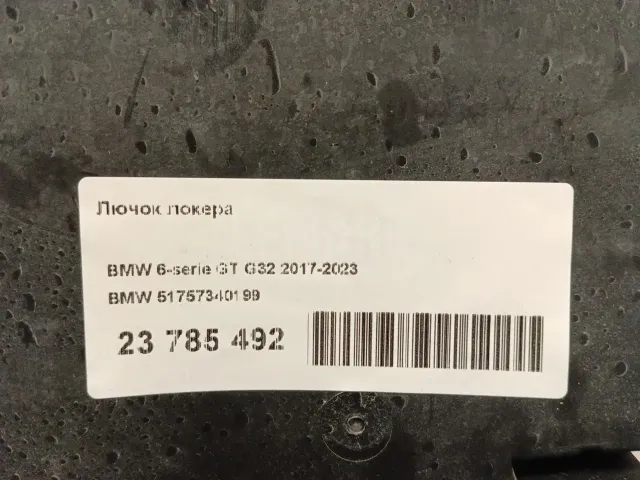 Лючок локера
BMW 6-serie GT G32 2017-2023
BMW 51757340199
23 785 492